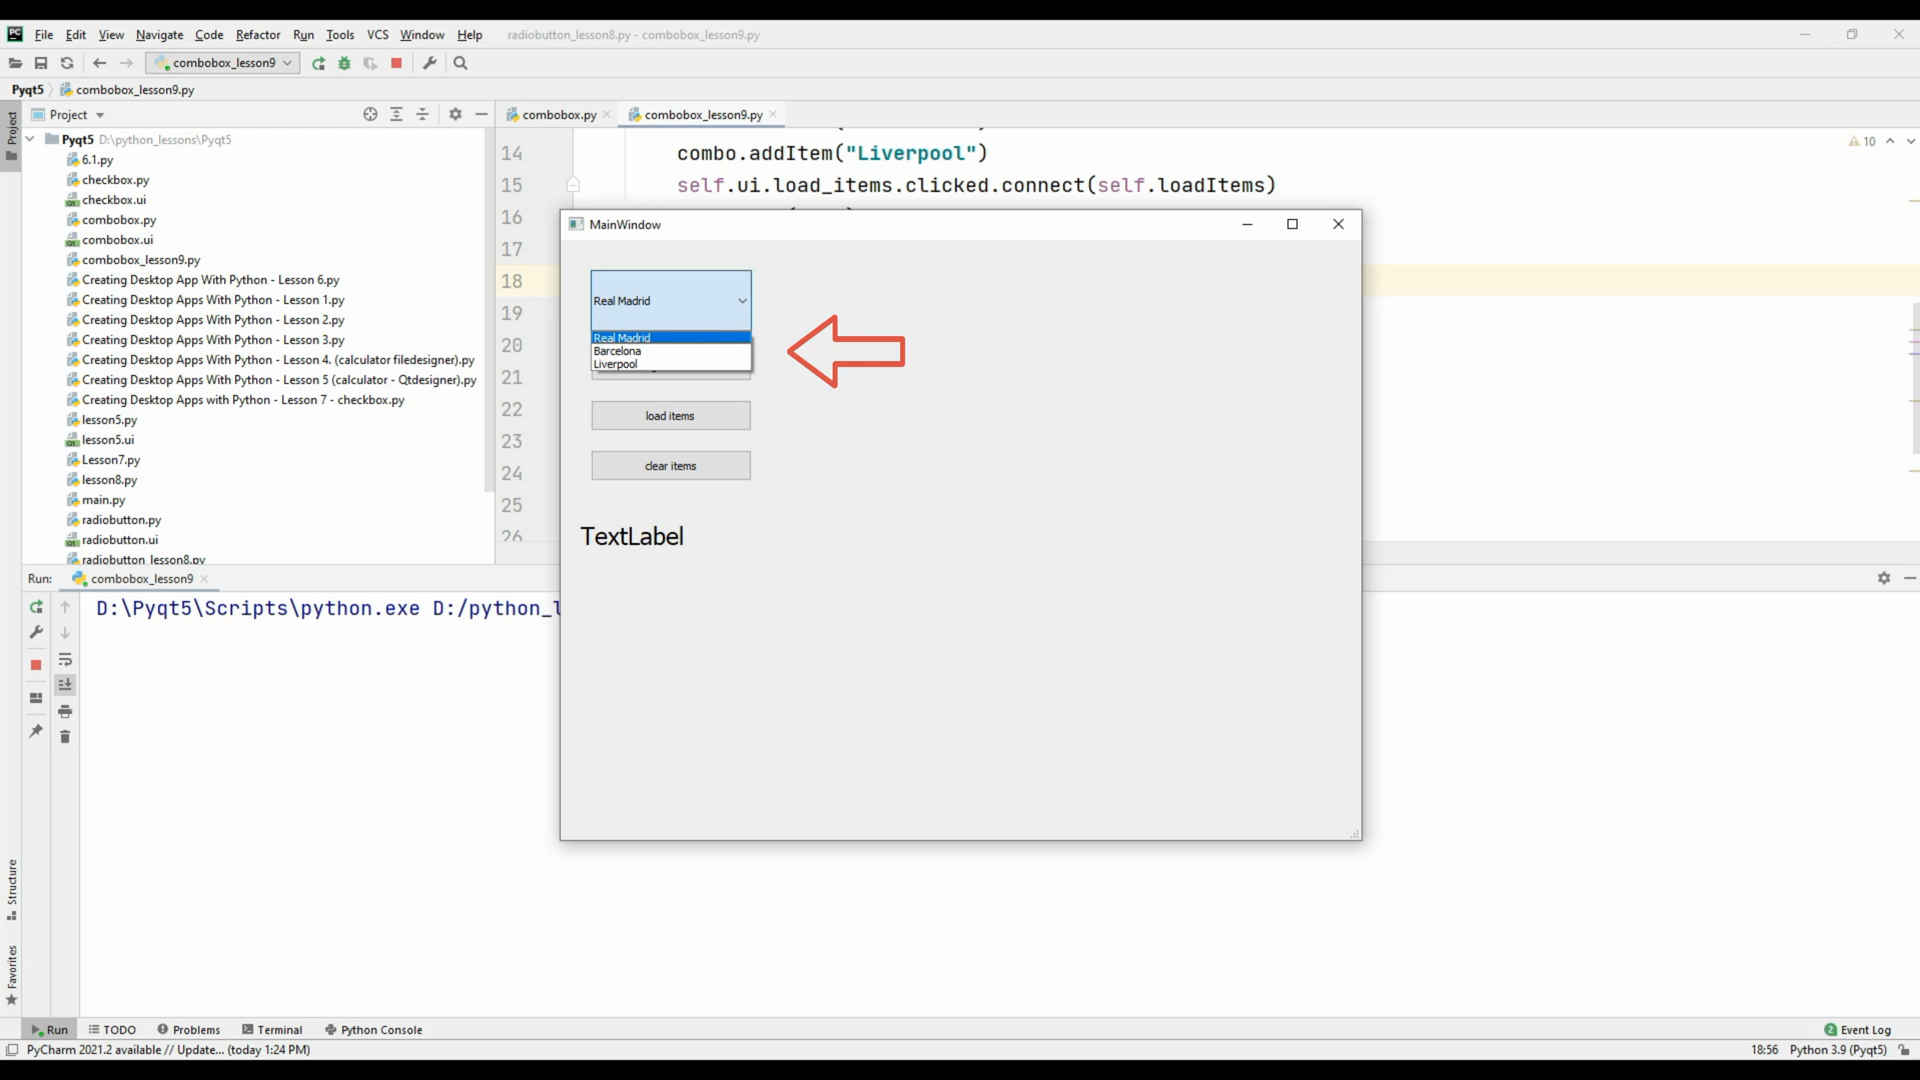 PC File Edit View Navigate Code Refactor Run Tools VCS Window Help radiobutton_lesson8.py - combobox_lesson9.py
combobox_lesson9
Pyqt5 combobox_lesson9.py
Project
Project
combobox.py
combobox_lesson9.py
Pyqt5 D:\python_lessons\Pyqt5
6.1.py
checkbox.py
checkbox.ui
combobox.py
combobox.ui
combobox_lesson9.py
Creating Desktop App With Python - Lesson 6.py
Creating Desktop Apps With Python - Lesson 1.py
Creating Desktop Apps With Python - Lesson 2.py
Creating Desktop Apps With Python - Lesson 3.py
Creating Desktop Apps With Python - Lesson 4. (calculator filedesigner).py
Creating Desktop Apps With Python - Lesson 5 (calculator - Qtdesigner).py
Creating Desktop Apps with Python - Lesson 7 - checkbox.py
lesson5.py
lesson5.ui
Lesson7.py
lesson8.py
main.py
radiobutton.py
radiobutton.ui
radiobutton_lesson8.py
10
14 combo.addItem("Liverpool")
15 self.ui.load_items.clicked.connect(self.loadItems)
16
17
18
19
20
21
22
23
24
25
26
MainWindow
Real Madrid
Real Madrid
Barcelona
Liverpool
load items
clear items
TextLabel
Run: combobox_lesson9
D:\Pyqt5\Scripts\python.exe D:/python_l
Structure
Favorites
Run TODO Problems Terminal Python Console
2 Event Log
PyCharm 2021.2 available // Update... (today 1:24 PM)
18:56 Python 3.9 (Pyqt5)